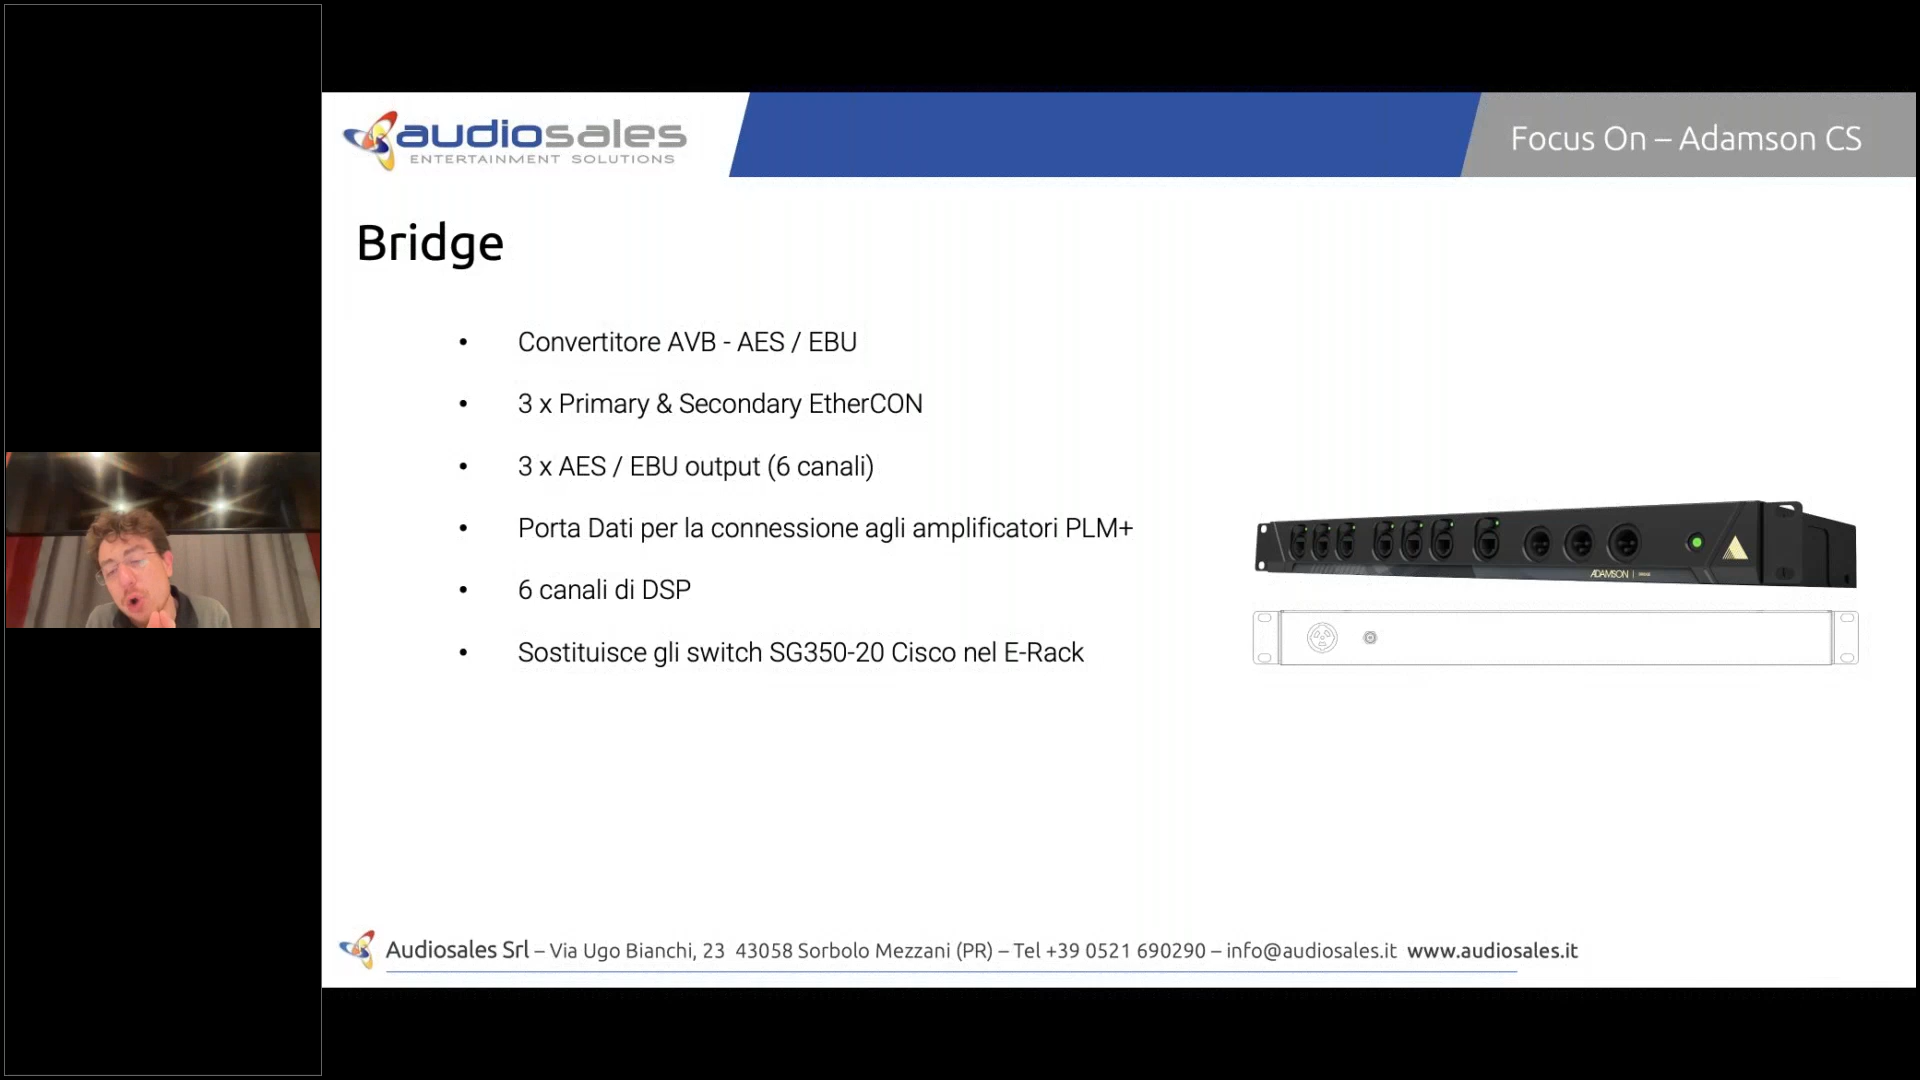 audiosales
ENTERTAINMENT SOLUTIONS
Focus On – Adamson CS
Bridge
• Convertitore AVB - AES / EBU
• 3 x Primary & Secondary EtherCON
• 3 x AES / EBU output (6 canali)
• Porta Dati per la connessione agli amplificatori PLM+
• 6 canali di DSP
• Sostituisce gli switch SG350-20 Cisco nel E-Rack
ADAMSON |
Audiosales Srl – Via Ugo Bianchi, 23 43058 Sorbolo Mezzani (PR) – Tel +39 0521 690290 – info@audiosales.it www.audiosales.it